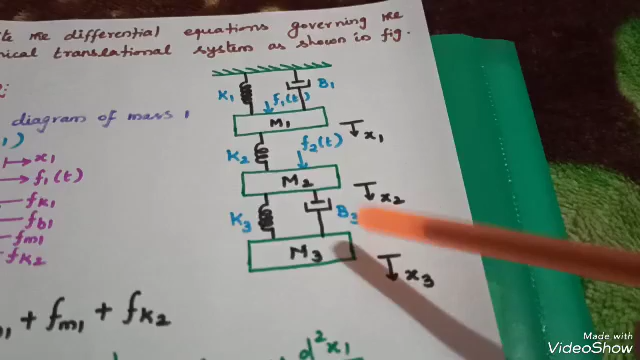 the differential equations governing the
translational system as shown in fig.
diagram of mass 1
K1
B1
f1(t)
M1
x1
x1
f1(t)
K2
f2(t)
fK1
M2
x2
fb1
K3
B3
fm1
fK2
M3
x3
+ fm1 + fK2
d²x1
Made With
VideoShow